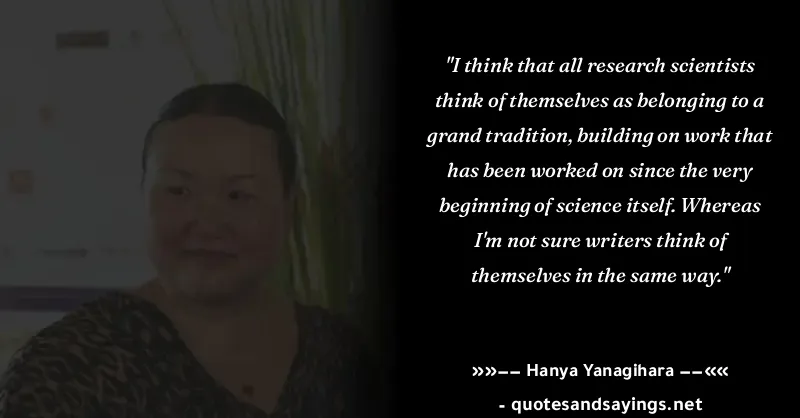 "I think that all research scientists
think of themselves as belonging to a
grand tradition, building on work that
has been worked on since the very
beginning of science itself. Whereas
I'm not sure writers think of
themselves in the same way."
»»−− Hanya Yanagihara −−««
- quotesandsayings.net